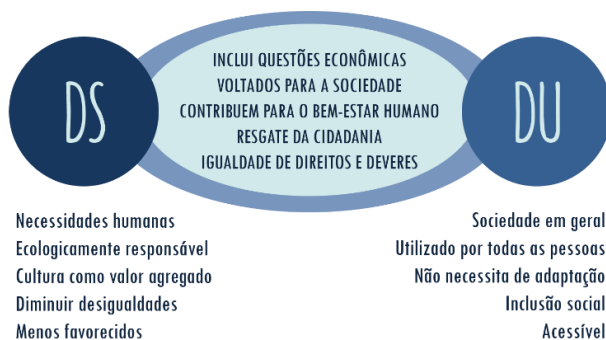 DS
INCLUI QUESTÕES ECONÔMICAS
VOLTADOS PARA A SOCIEDADE
CONTRIBUEM PARA O BEM-ESTAR HUMANO
RESGATE DA CIDADANIA
IGUALDADE DE DIREITOS E DEVERES
DU
Necessidades humanas
Ecologicamente responsável
Cultura como valor agregado
Diminuir desigualdades
Menos favorecidos
Sociedade em geral
Utilizado por todas as pessoas
Não necessita de adaptação
Inclusão social
Acessível